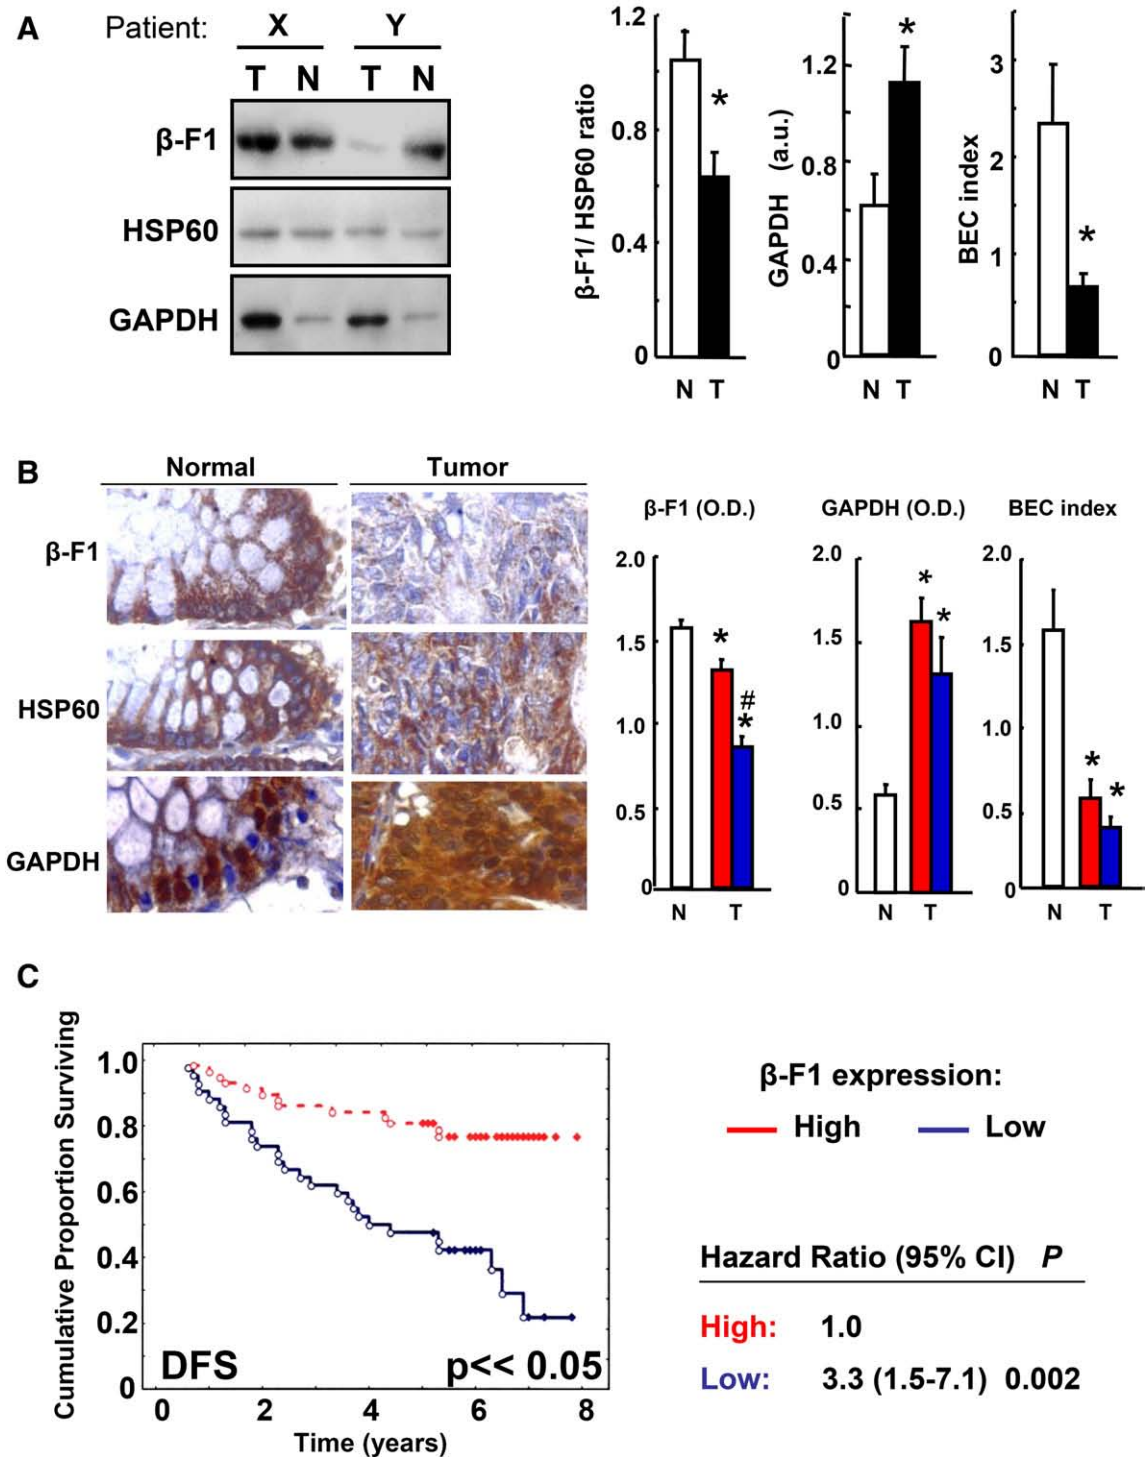 A
Patient: X Y
T N T N
β-F1
HSP60
GAPDH
β-F1/ HSP60 ratio
1.2
0.8
0.4
0
*
N T
GAPDH (a.u.)
1.2
0.8
0.4
0
*
N T
BEC index
3
2
1
0
*
N T
B
Normal Tumor
β-F1
HSP60
GAPDH
β-F1 (O.D.)
2.0
1.5
1.0
0.5
0
*
#
*
N T
GAPDH (O.D.)
2.0
1.5
1.0
0.5
0
*
*
N T
BEC index
2.0
1.5
1.0
0.5
0
*
*
N T
C
Cumulative Proportion Surviving
1.0
0.8
0.6
0.4
0.2
0
DFS p<< 0.05
0 2 4 6 8
Time (years)
β-F1 expression:
High Low
Hazard Ratio (95% CI) P
High: 1.0
Low: 3.3 (1.5-7.1) 0.002